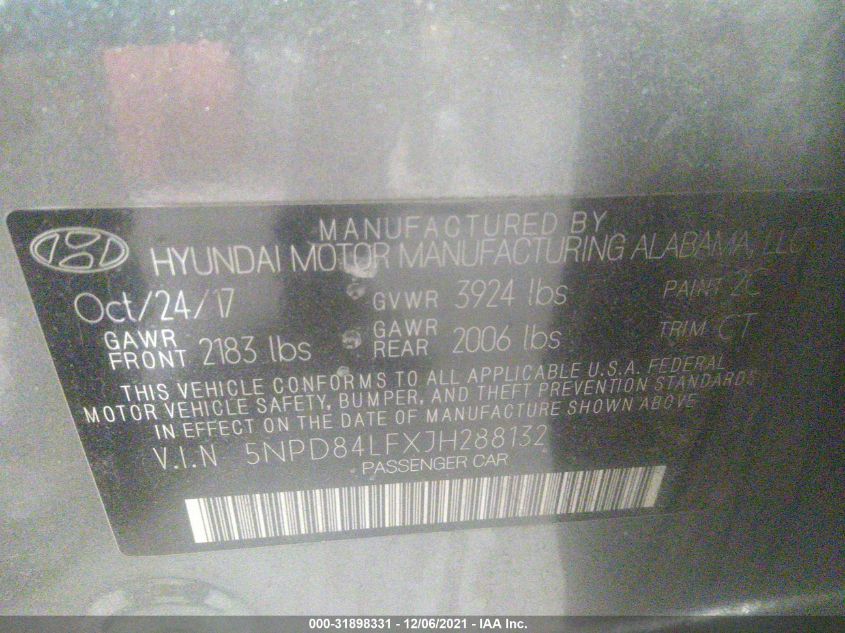 MANUFACTURED BY
HYUNDAI MOTOR MANUFACTURING ALABAMA, LLC
Oct/24/17 GVWR 3924 lbs PAINT 2C
GAWR FRONT 2183 lbs GAWR REAR 2006 lbs TRIM CT
THIS VEHICLE CONFORMS TO ALL APPLICABLE U.S.A. FEDERAL
MOTOR VEHICLE SAFETY, BUMPER, AND THEFT PREVENTION STANDARDS
IN EFFECT ON THE DATE OF MANUFACTURE SHOWN ABOVE
V.I.N 5NPD84LFXJH288132
PASSENGER CAR
000-31898331 - 12/06/2021 - IAA Inc.